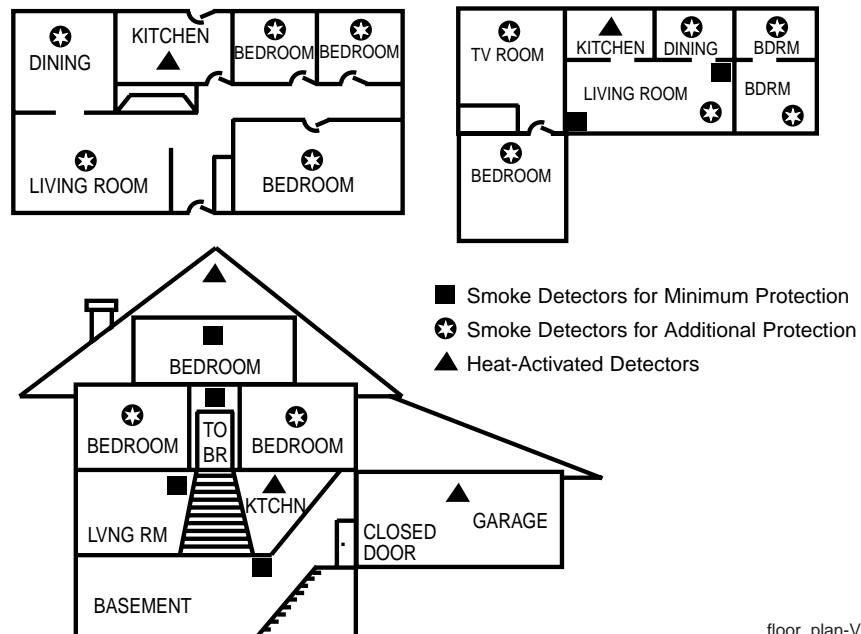 DINING
KITCHEN
BEDROOM
BEDROOM
LIVING ROOM
BEDROOM
TV ROOM
KITCHEN
DINING
BDRM
LIVING ROOM
BDRM
BEDROOM
Smoke Detectors for Minimum Protection
Smoke Detectors for Additional Protection
Heat-Activated Detectors
BEDROOM
BEDROOM
TO
BR
BEDROOM
LVNG RM
KTCHN
CLOSED
DOOR
GARAGE
BASEMENT
floor_plan-V